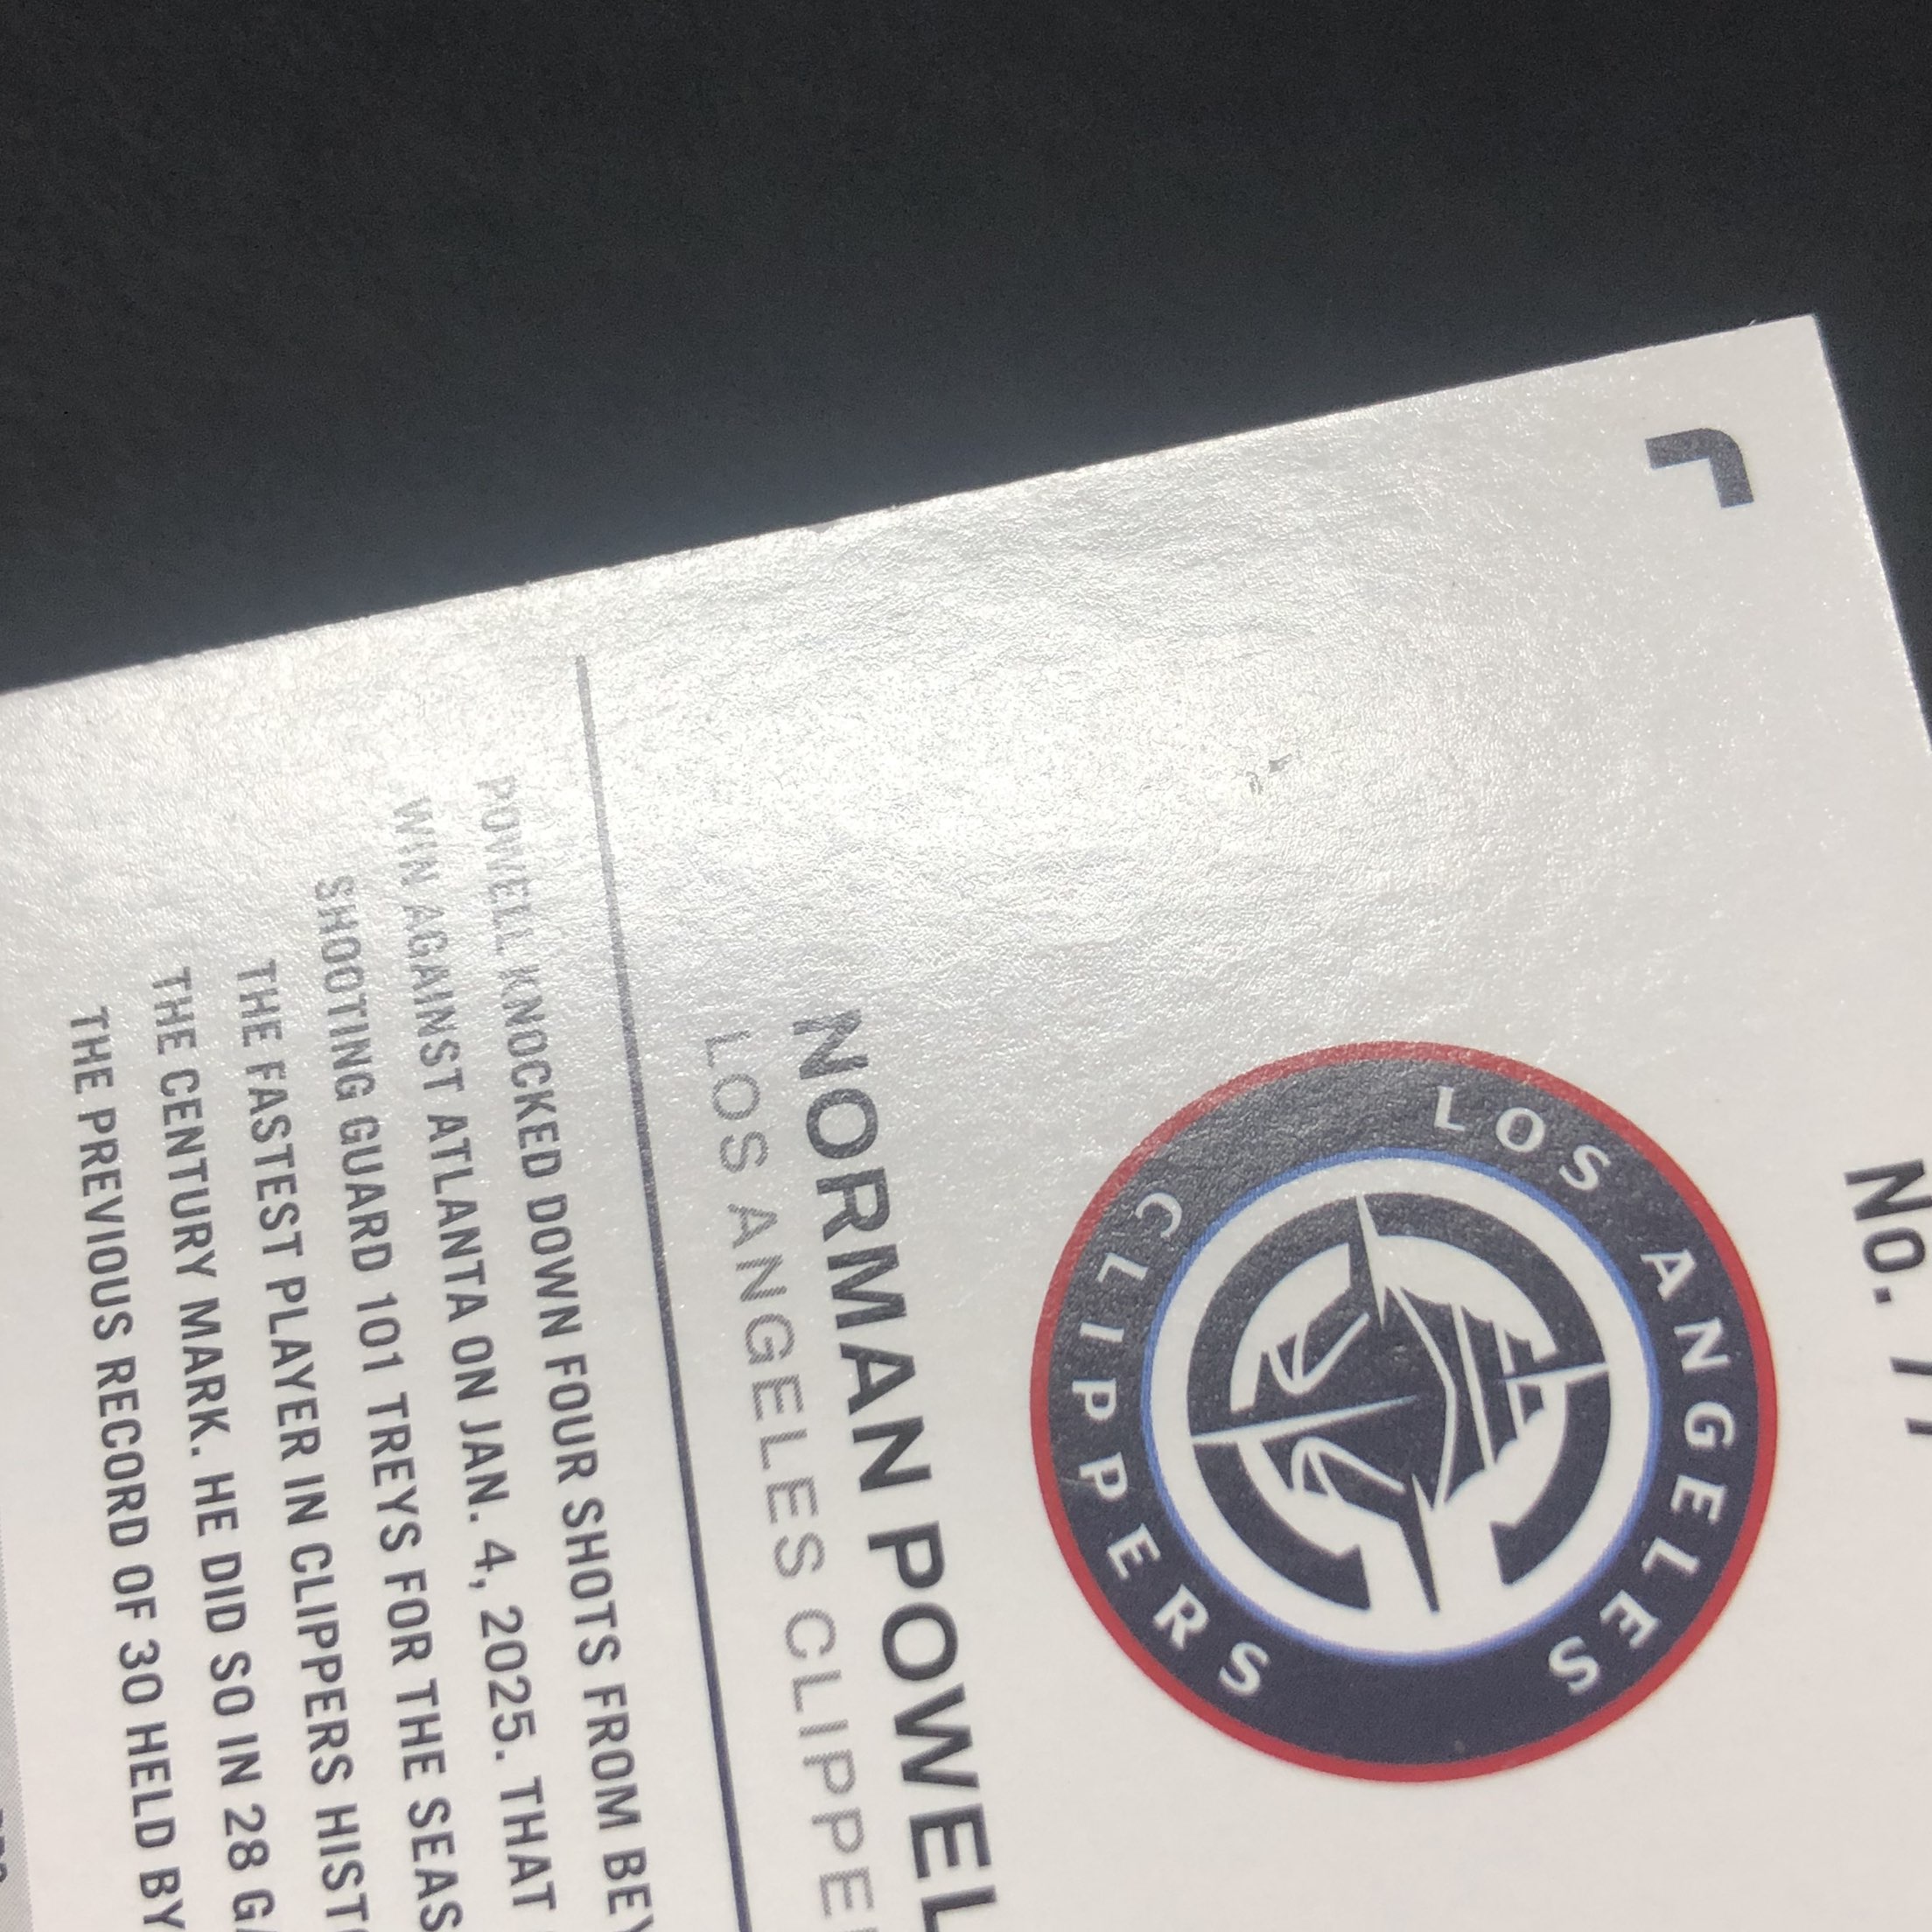 No.
LOS ANGELES
CLIPPERS
NORMAN POWEL
LOS ANGELES CLIPPE
POWELL KNOCKED DOWN FOUR SHOTS FROM BEY
WIN AGAINST ATLANTA ON JAN. 4, 2025. THAT
SHOOTING GUARD 101 TREYS FOR THE SEAS
THE FASTEST PLAYER IN CLIPPERS HIST
THE CENTURY MARK. HE DID SO IN 28 GA
THE PREVIOUS RECORD OF 30 HELD BY